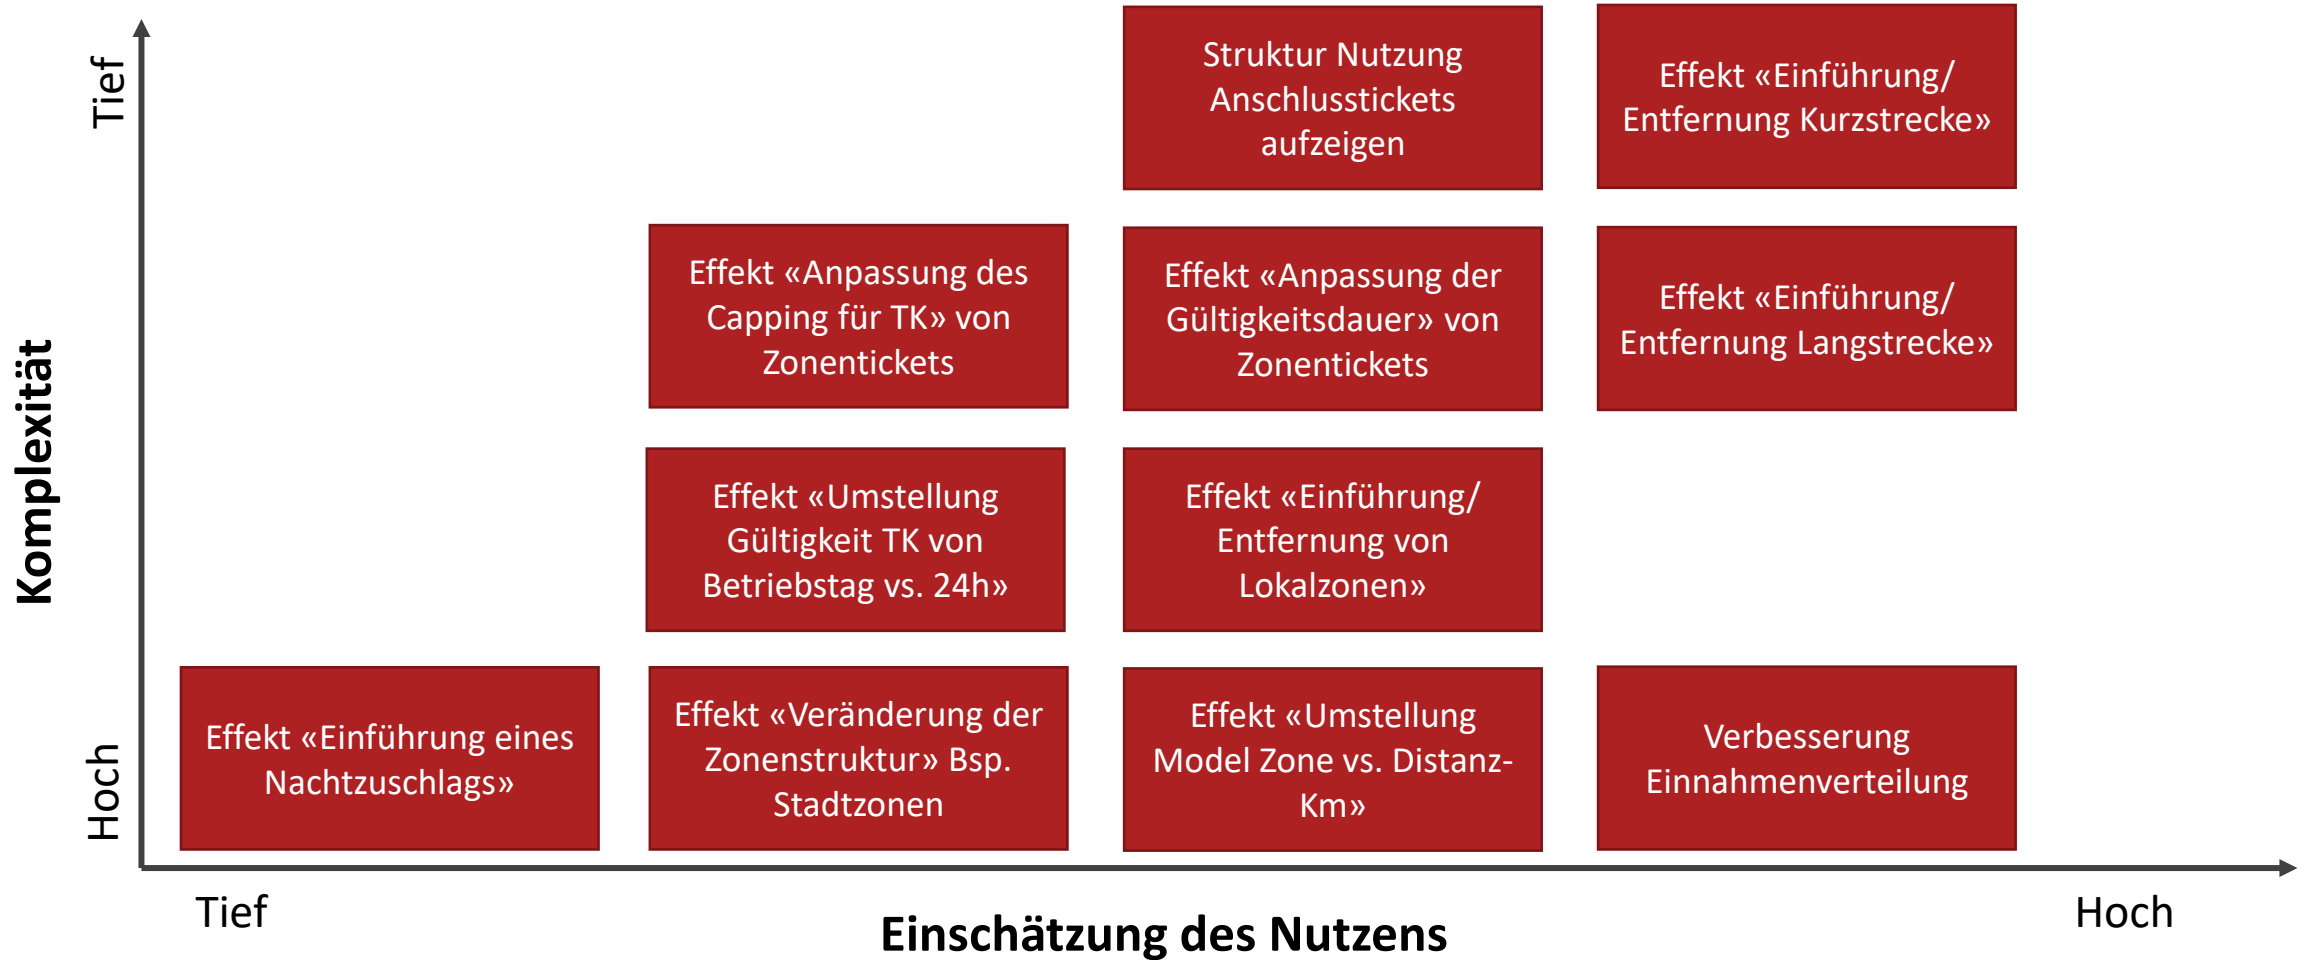 Tief
Komplexität
Hoch
Struktur Nutzung
Anschlusstickets
aufzeigen
Effekt «Einführung/
Entfernung Kurzstrecke»
Effekt «Anpassung des
Capping für TK» von
Zonentickets
Effekt «Anpassung der
Gültigkeitsdauer» von
Zonentickets
Effekt «Einführung/
Entfernung Langstrecke»
Effekt «Umstellung
Gültigkeit TK von
Betriebstag vs. 24h»
Effekt «Einführung/
Entfernung von
Lokalzonen»
Effekt «Einführung eines
Nachtzuschlags»
Effekt «Veränderung der
Zonenstruktur» Bsp.
Stadtzonen
Effekt «Umstellung
Model Zone vs. Distanz-
Km»
Verbesserung
Einnahmenverteilung
Tief
Einschätzung des Nutzens
Hoch